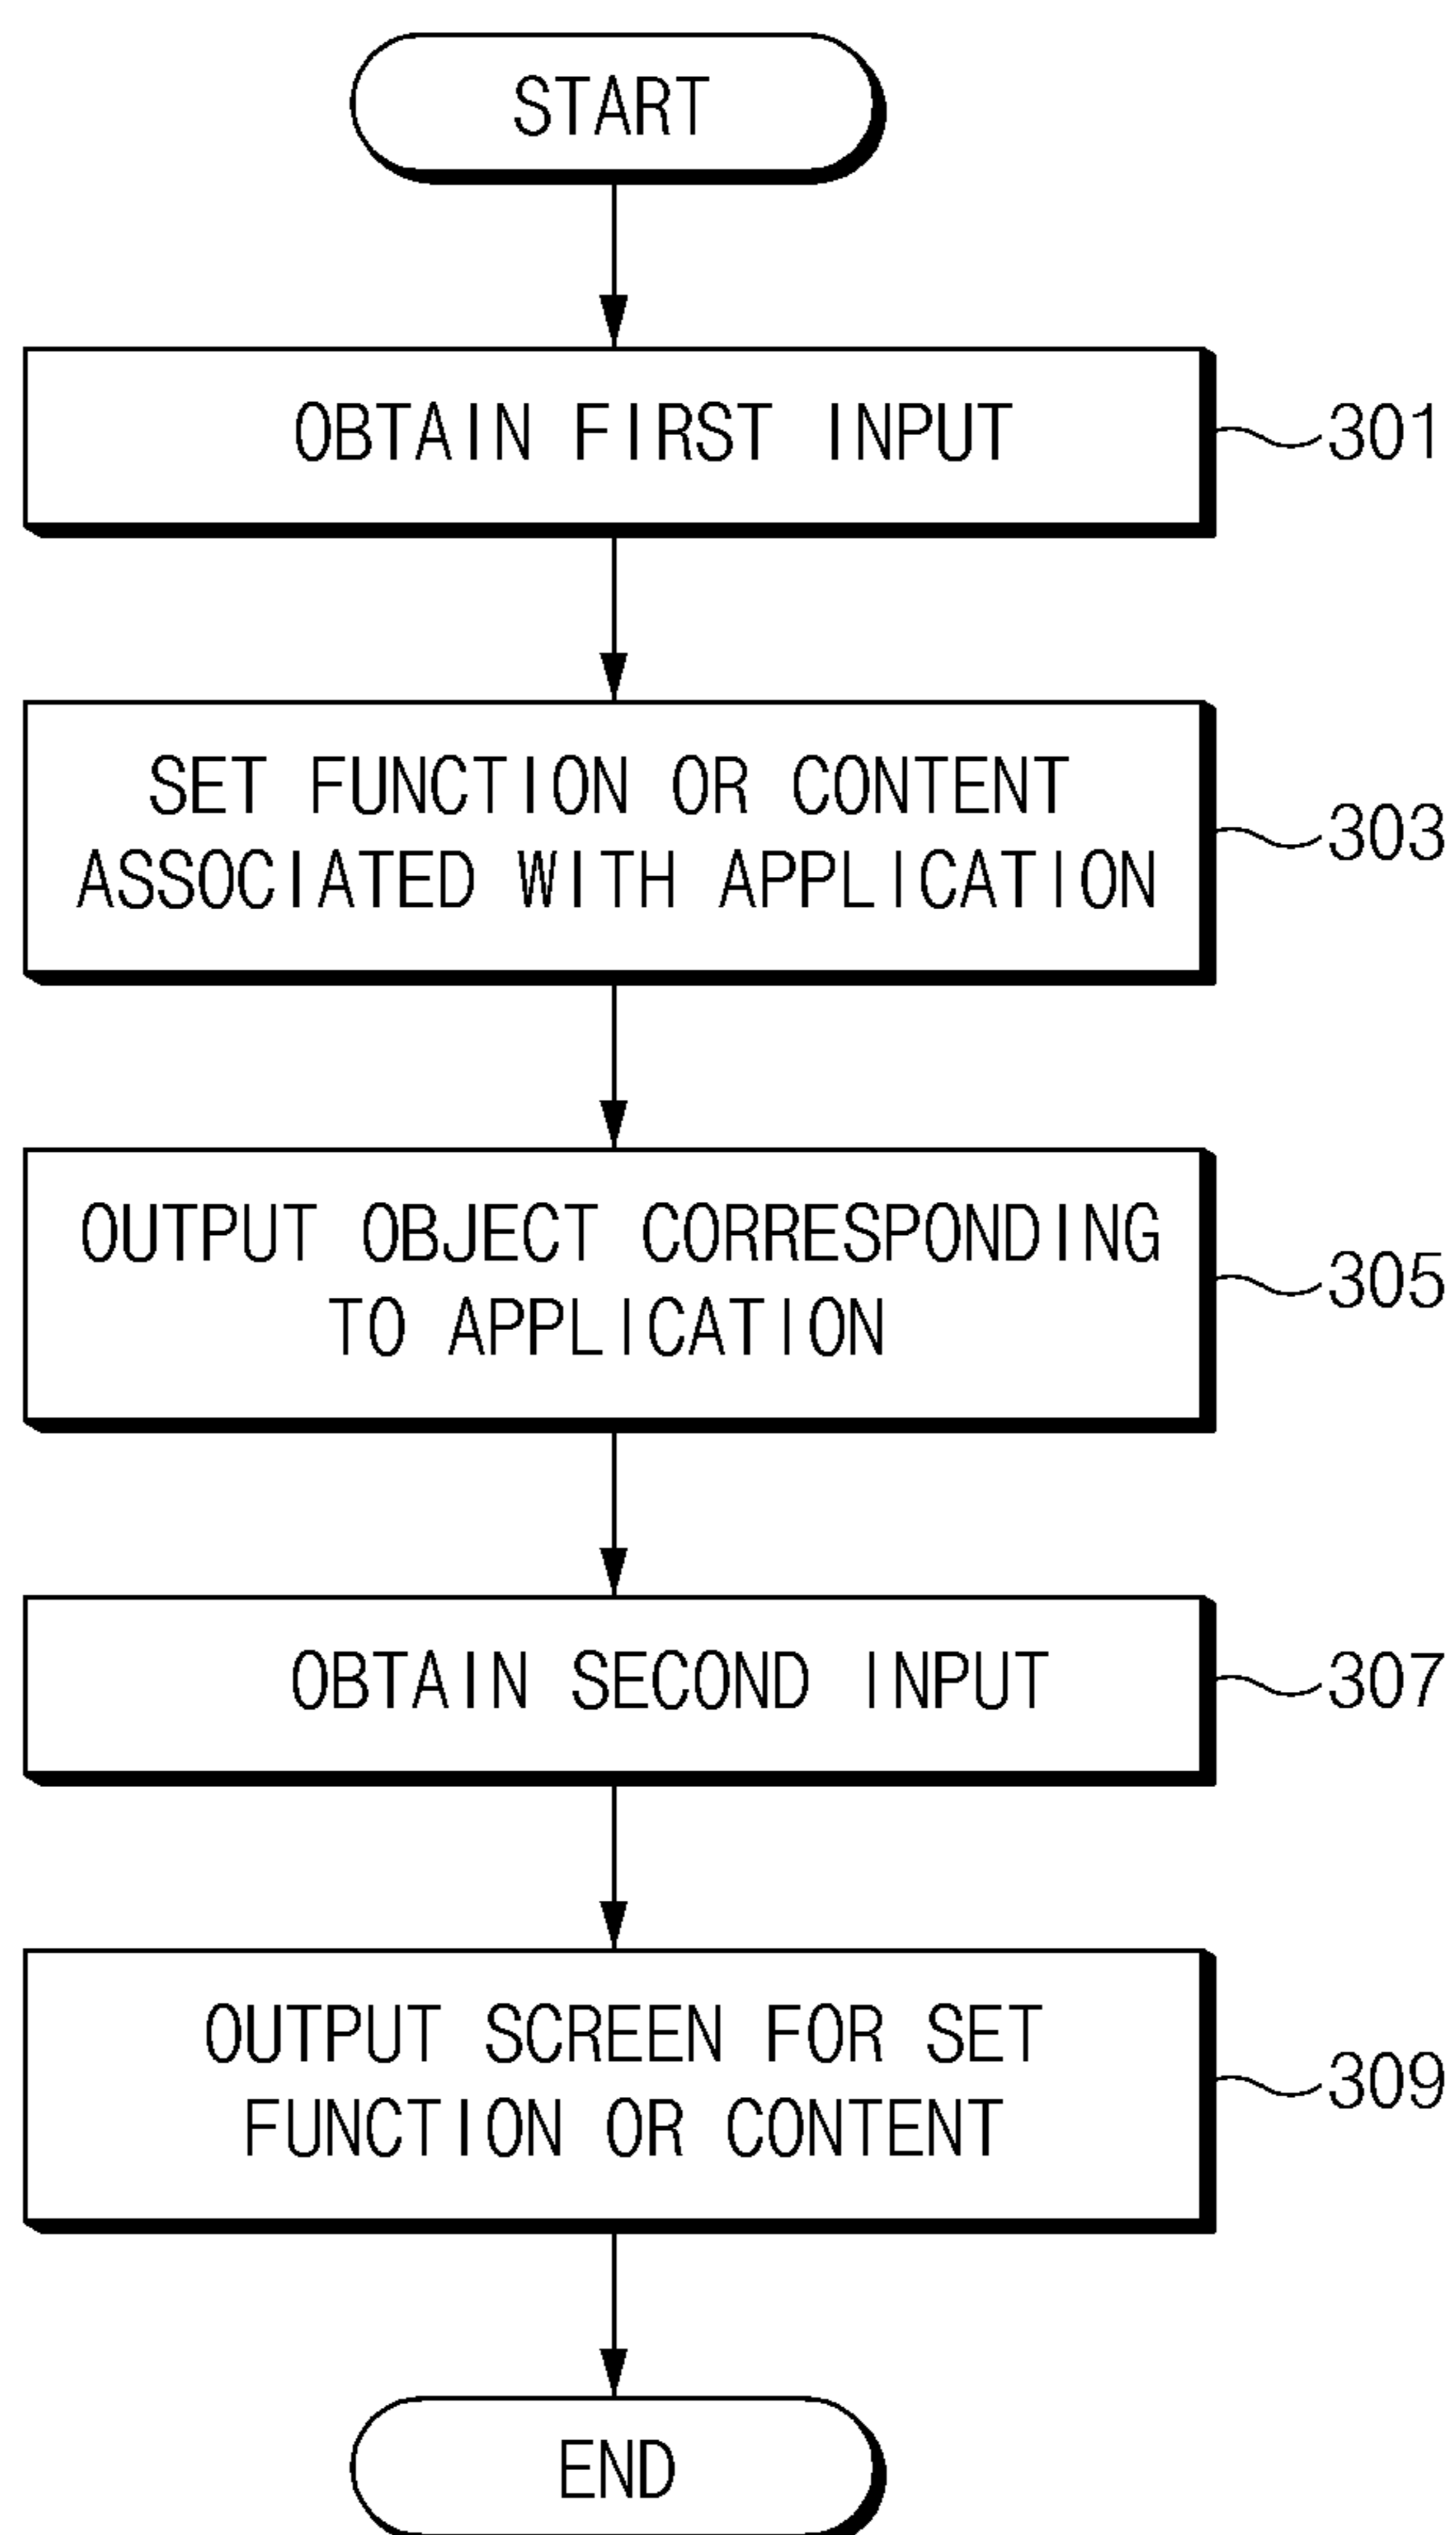 START
OBTAIN FIRST INPUT
301
SET FUNCTION OR CONTENT
ASSOCIATED WITH APPLICATION
303
OUTPUT OBJECT CORRESPONDING
TO APPLICATION
305
OBTAIN SECOND INPUT
307
OUTPUT SCREEN FOR SET
FUNCTION OR CONTENT
309
END